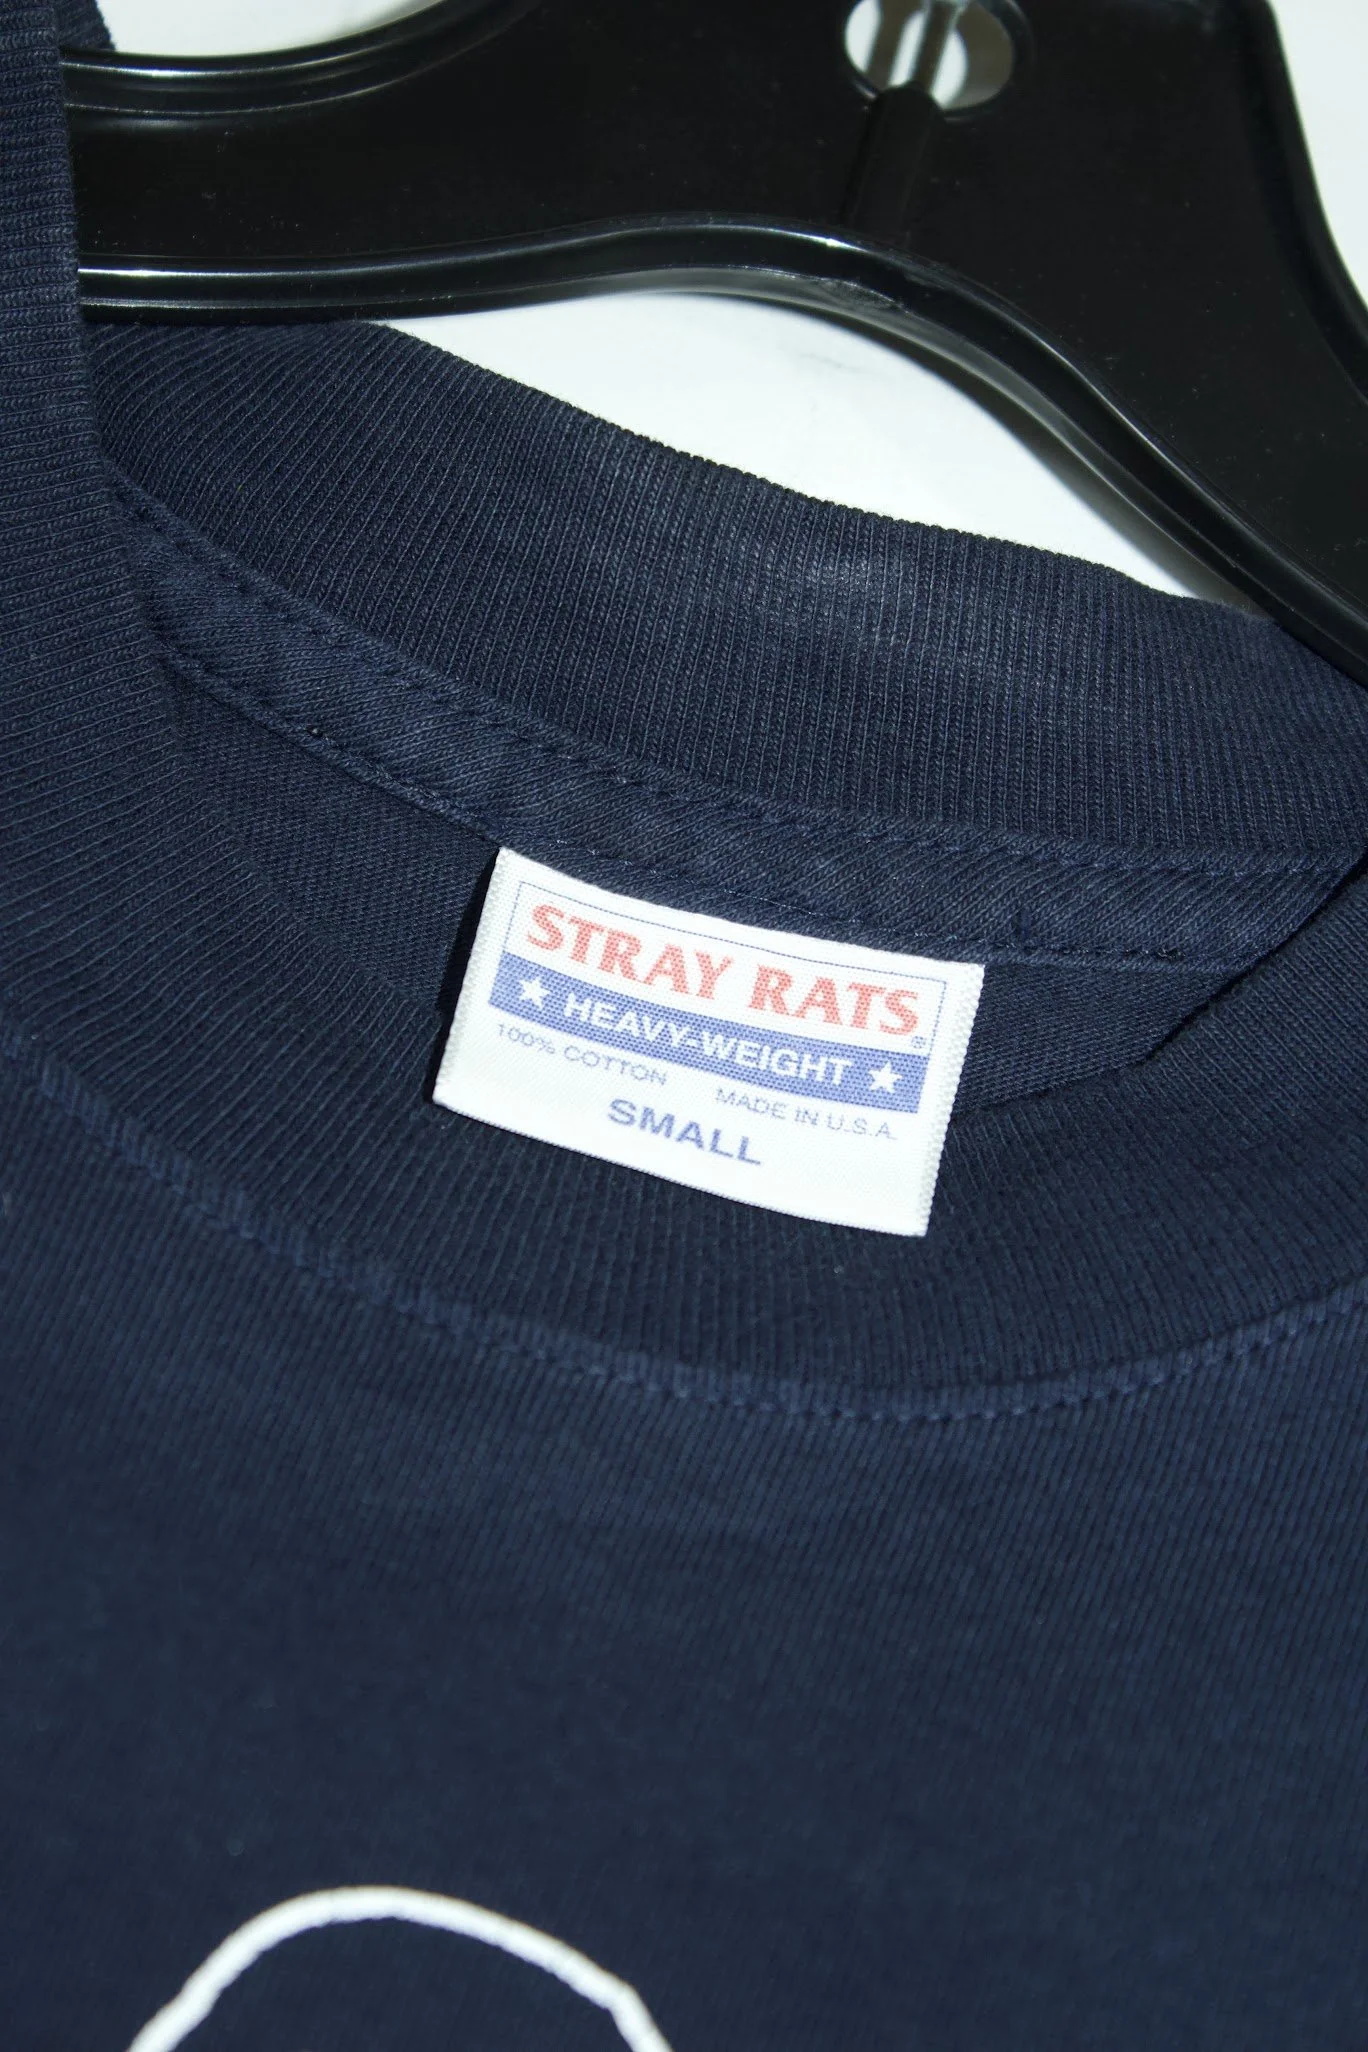 STRAY RATS®
★ HEAVY-WEIGHT ★
100% COTTON MADE IN U.S.A.
SMALL